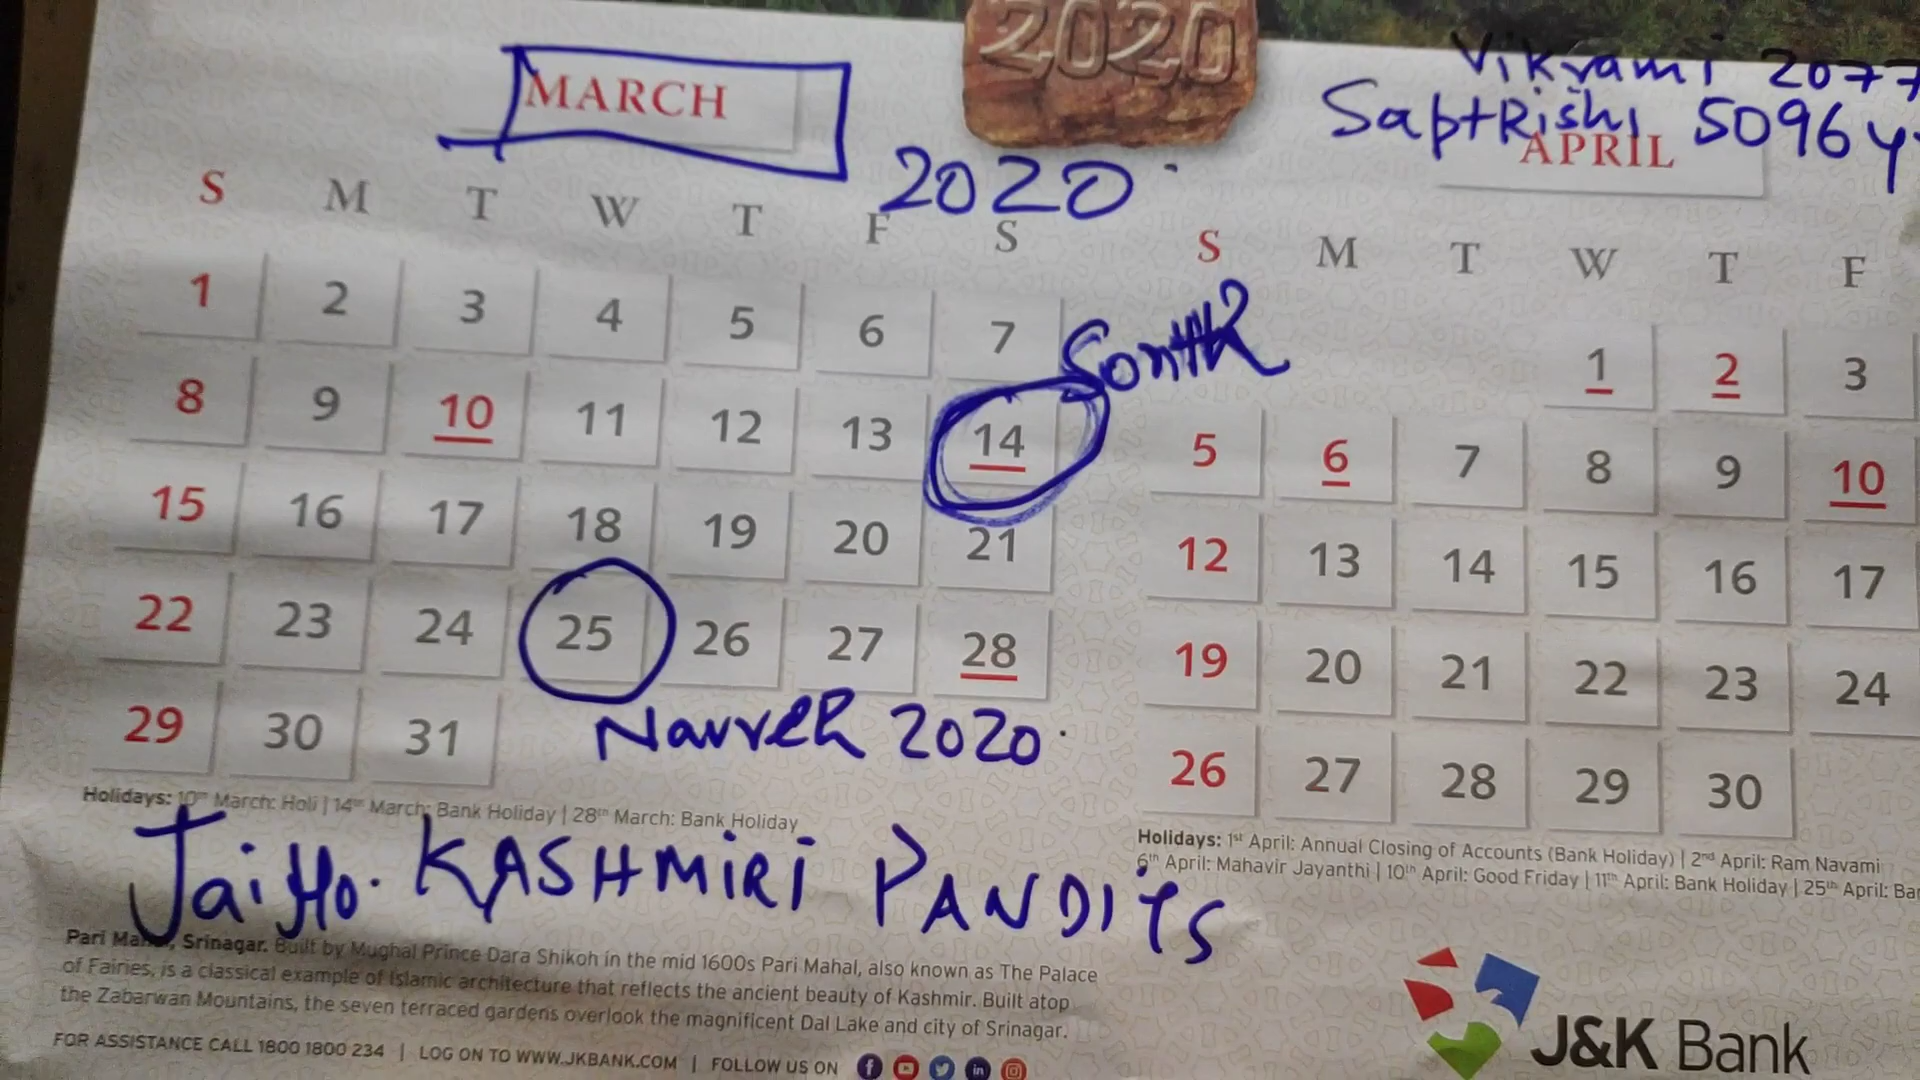 2020
Vikrami 2077
SaptRishi 5096 y
MARCH
2020
APRIL
S M T W T F S
1 2 3 4 5 6 7
Sonth
8 9 10 11 12 13 14
15 16 17 18 19 20 21
22 23 24 25 26 27 28
29 30 31
Navreh 2020
Holidays: 10th March: Holi | 14th March: Bank Holiday | 28th March: Bank Holiday
S M T W T F
1 2 3
5 6 7 8 9 10
12 13 14 15 16 17
19 20 21 22 23 24
26 27 28 29 30
Holidays: 1st April: Annual Closing of Accounts (Bank Holiday) | 2nd April: Ram Navami
6th April: Mahavir Jayanthi | 10th April: Good Friday | 11th April: Bank Holiday | 25th April: Ba
Jai Ho. KASHMIRI PANDITS
Pari Mahal, Srinagar. Built by Mughal Prince Dara Shikoh in the mid 1600s Pari Mahal, also known as The Palace
of Fairies, is a classical example of Islamic architecture that reflects the ancient beauty of Kashmir. Built atop
the Zabarwan Mountains, the seven terraced gardens overlook the magnificent Dal Lake and city of Srinagar.
FOR ASSISTANCE CALL 1800 1800 234 | LOG ON TO WWW.JKBANK.COM | FOLLOW US ON
J&K Bank